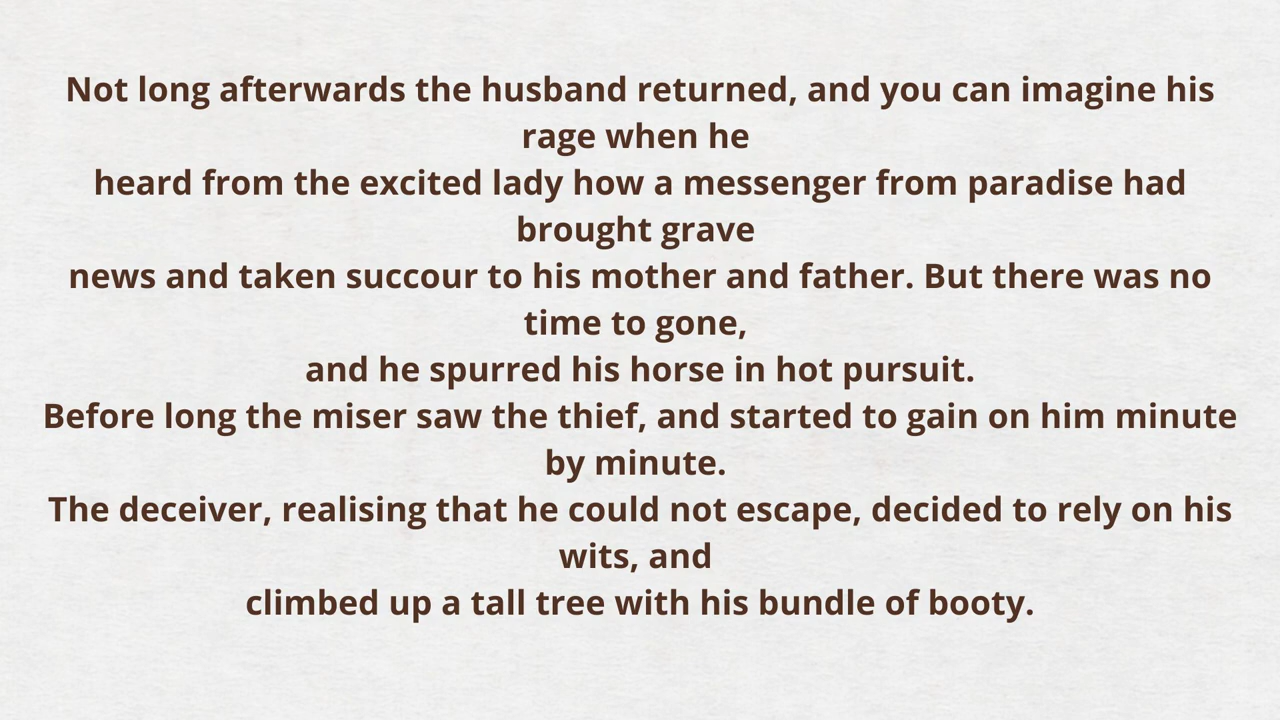 Not long afterwards the husband returned, and you can imagine his
rage when he
heard from the excited lady how a messenger from paradise had
brought grave
news and taken succour to his mother and father. But there was no
time to gone,
and he spurred his horse in hot pursuit.
Before long the miser saw the thief, and started to gain on him minute
by minute.
The deceiver, realising that he could not escape, decided to rely on his
wits, and
climbed up a tall tree with his bundle of booty.